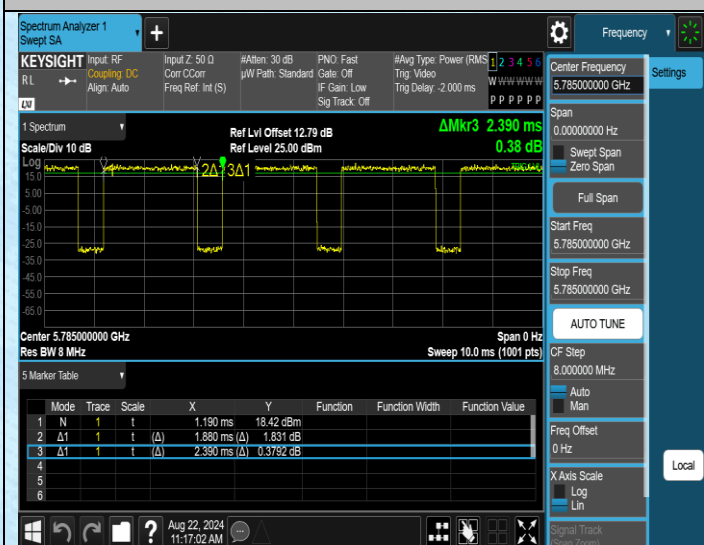 Spectrum Analyzer 1
Swept SA
Frequency
KEYSIGHT
RL
Input: RF
Coupling: DC
Align: Auto
Input Z: 50 Ω
Corr CCorr
Freq Ref: Int (S)
#Atten: 30 dB
µW Path: Standard
PNO: Fast
Gate: Off
IF Gain: Low
Sig Track: Off
#Avg Type: Power (RMS
Trig: Video
Trig Delay: -2.000 ms
1 2 3 4 5 6
W W W W W W
P P P P P P
Center Frequency
5.785000000 GHz
Settings
Span
0.00000000 Hz
Swept Span
Zero Span
Full Span
Start Freq
5.785000000 GHz
Stop Freq
5.785000000 GHz
AUTO TUNE
CF Step
8.000000 MHz
Auto
Man
Freq Offset
0 Hz
X Axis Scale
Log
Lin
Signal Track
(Span Zoom)
Local
1 Spectrum
Scale/Div 10 dB
Ref Lvl Offset 12.79 dB
Ref Level 25.00 dBm
ΔMkr3 2.390 ms
0.38 dB
Log
15.0
5.00
-5.00
-15.0
-25.0
-35.0
-45.0
-55.0
-65.0
2Δ1 3Δ1
Center 5.785000000 GHz
Res BW 8 MHz
Span 0 Hz
Sweep 10.0 ms (1001 pts)
5 Marker Table
Mode Trace Scale X Y Function Function Width Function Value
1 N 1 t 1.190 ms 18.42 dBm
2 Δ1 1 t (Δ) 1.880 ms (Δ) 1.831 dB
3 Δ1 1 t (Δ) 2.390 ms (Δ) 0.3792 dB
4
5
6
Aug 22, 2024
11:17:02 AM